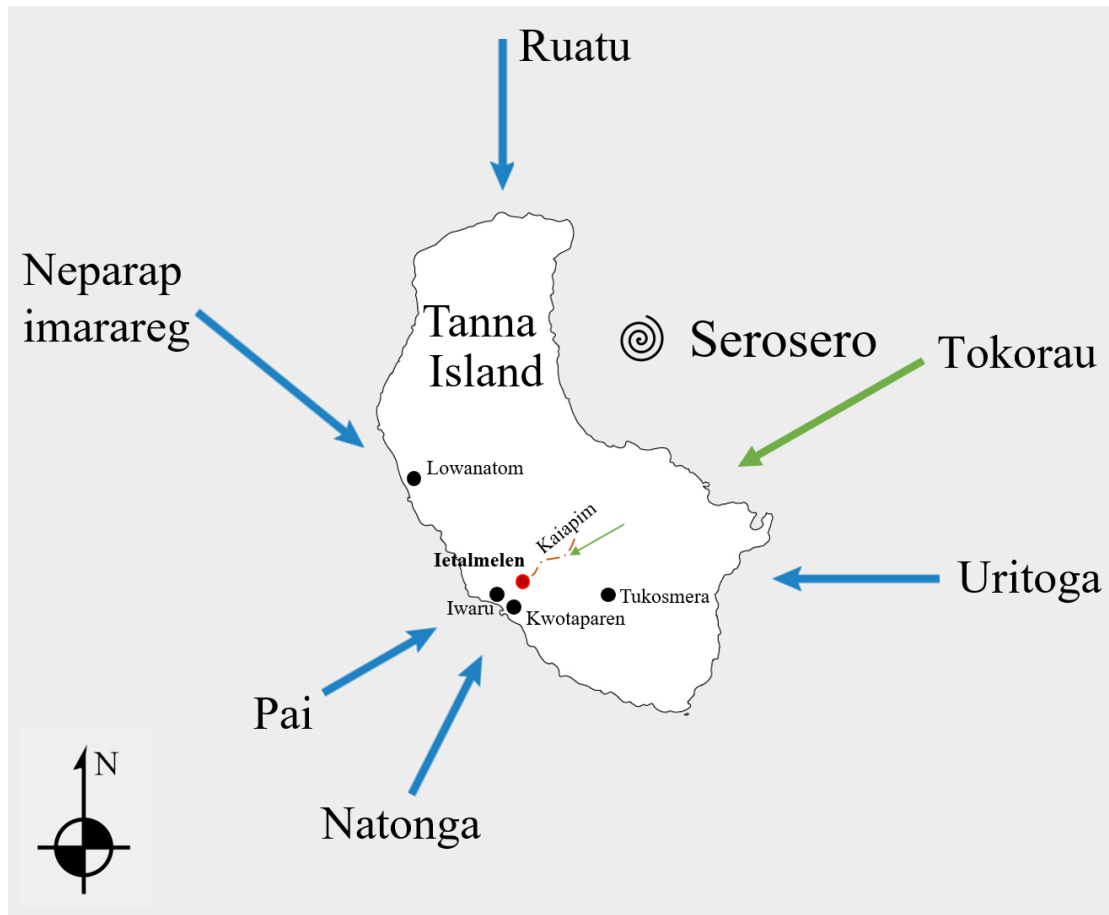 Ruatu
Neparap
imarareg
Tanna
Island
Serosero
Tokorau
Lowanatom
Kaiapim
Ietalmelen
Iwaru
Kwotaparen
Tukosmera
Uritoga
Pai
Natonga
N